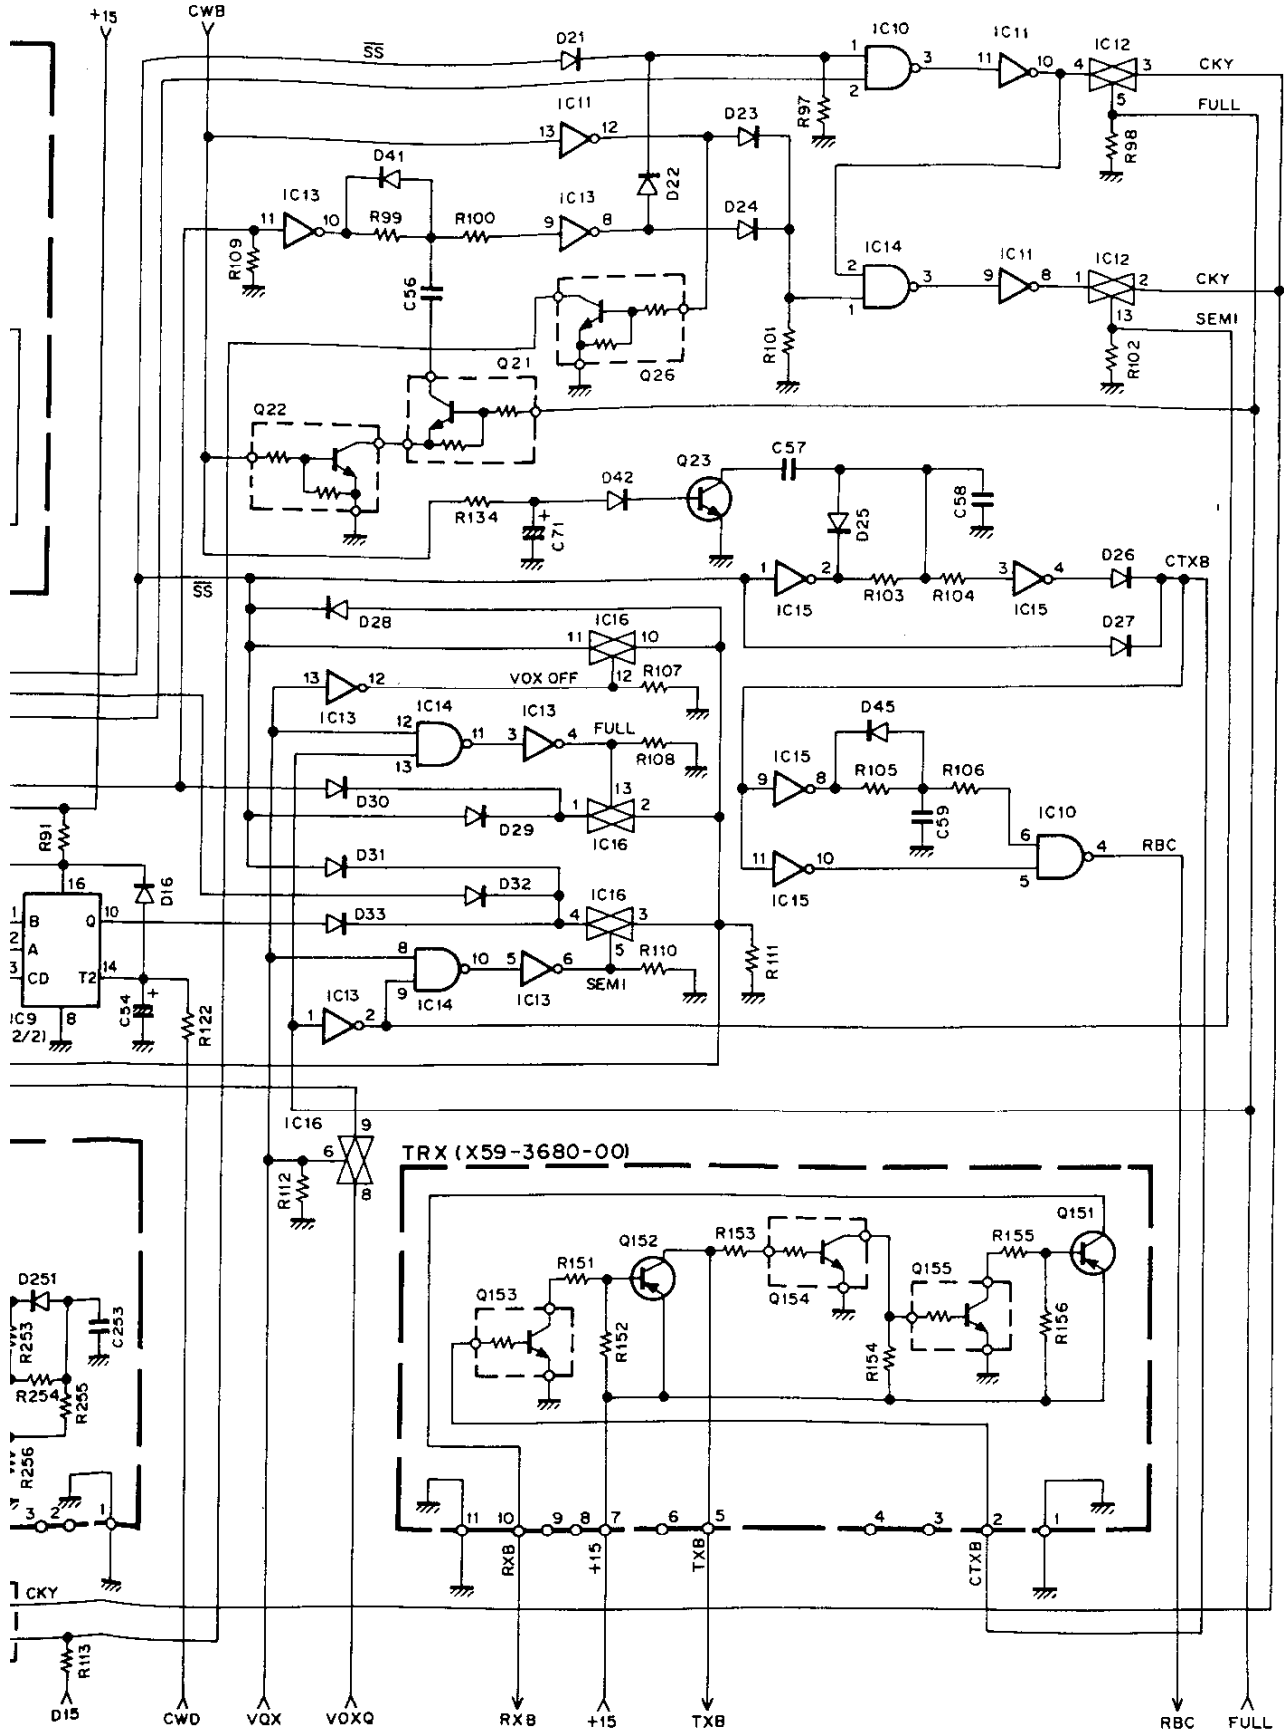 +15
CWB
SS
D21
IC10
IC11
IC12
1
3
11
10
4
3
CKY
2
5
FULL
IC11
13
12
D23
R97
R98
D41
IC13
IC13
D22
11
10
R99
R100
9
8
D24
R109
IC14
IC11
IC12
C56
2
3
9
8
1
2
CKY
1
13
SEMI
R101
R102
Q21
Q26
Q22
C57
Q23
D42
R134
C71
D25
C58
SS
1
2
3
4
D26
CTXB
R103
R104
IC15
IC15
D28
IC16
D27
11
10
12
R107
13
12
VOX OFF
IC13
IC14
IC13
12
11
3
4
FULL
13
R108
D45
IC15
9
8
R105
R106
D30
13
1
2
D29
IC16
C59
IC10
R91
6
4
RBC
D31
11
10
5
16
D16
D32
IC16
IC15
1
B
Q
10
D33
4
3
2
A
5
3
CD
T2
14
8
10
5
6
R110
R111
9
SEMI
IC14
IC13
C54
IC9
8
(2/2)
R122
IC13
1
2
IC16
9
6
8
R112
TRX (X59-3680-00)
Q151
Q152
R153
R155
R151
Q154
Q155
D251
Q153
C253
R253
R152
R154
R156
R254
R255
R256
3
2
1
11
10
9
8
7
6
5
4
3
2
1
RXB
+15
TXB
CTXB
CKY
R113
D15
CWD
VOX
VOXQ
RXB
+15
TXB
RBC
FULL